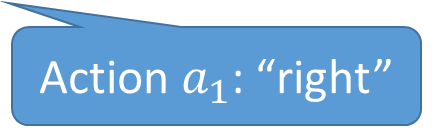 Action a₁: “right”